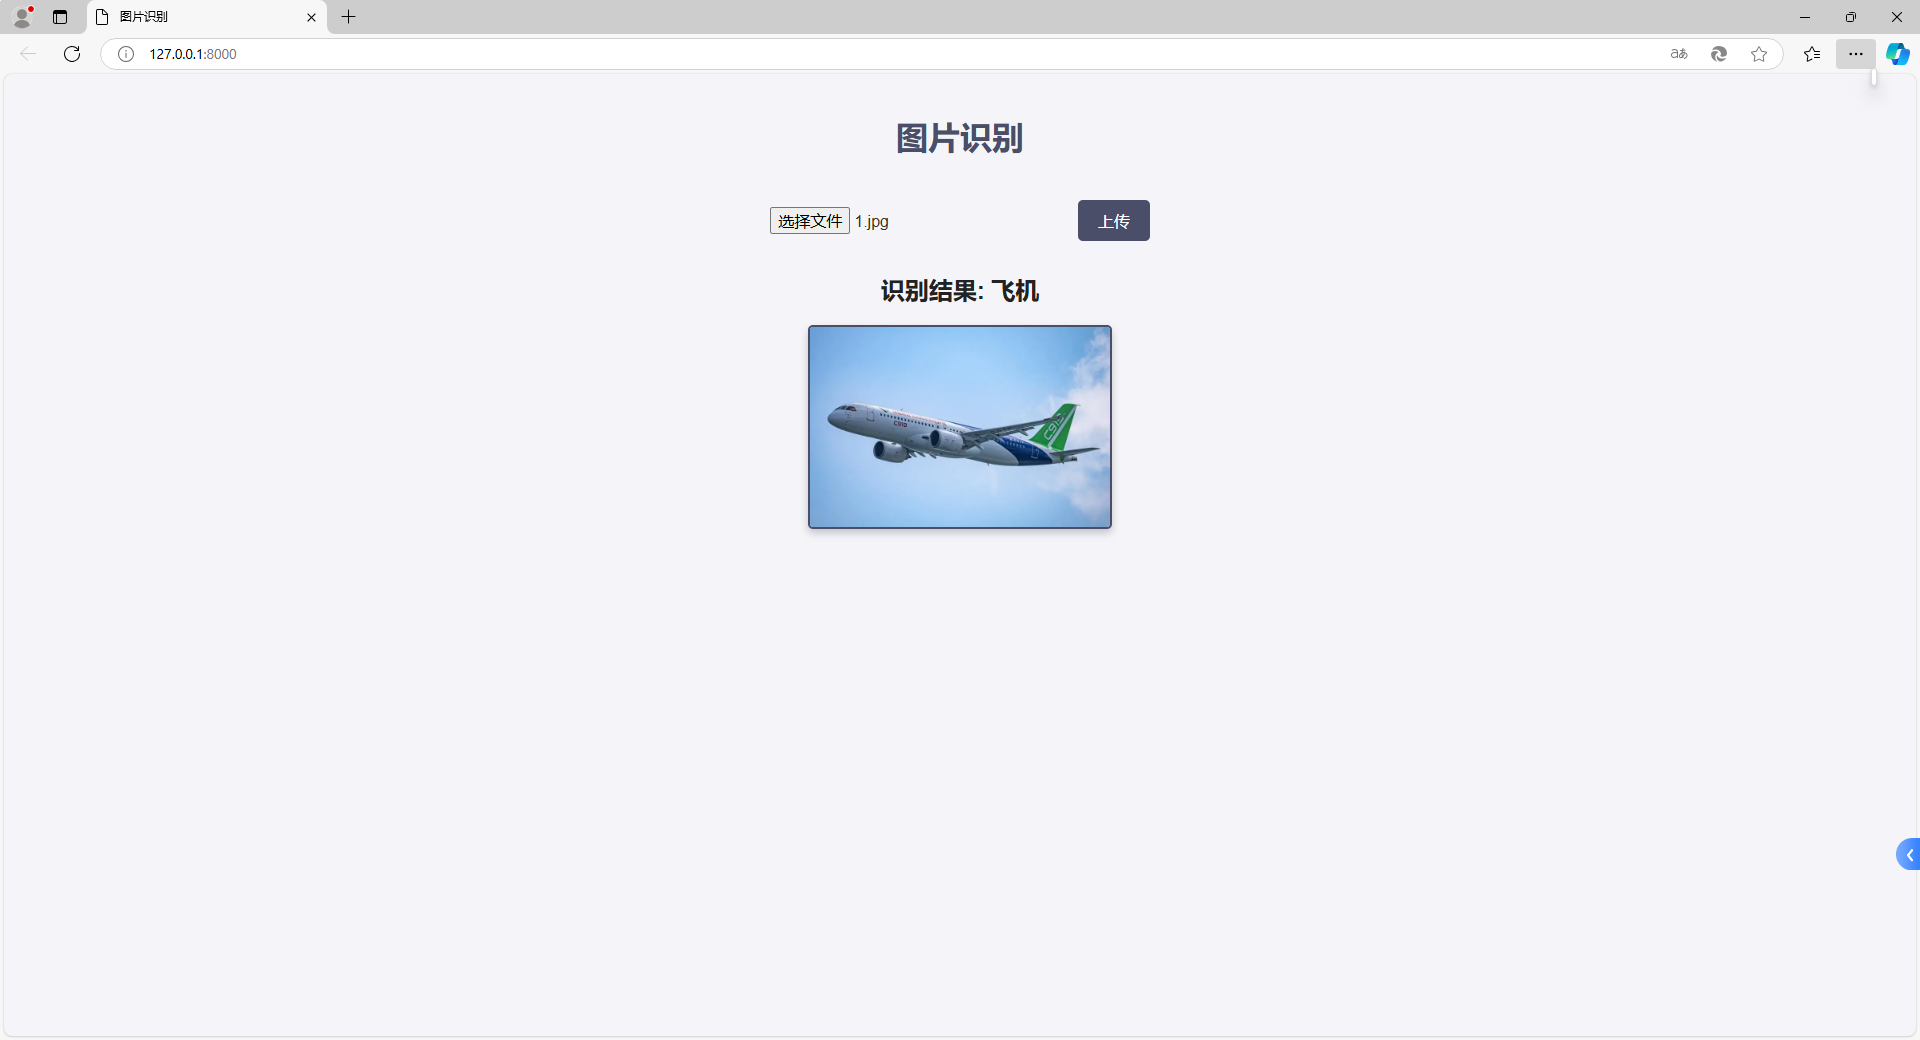 图片识别
127.0.0.1:8000
图片识别
选择文件 1.jpg 上传
识别结果: 飞机
C919